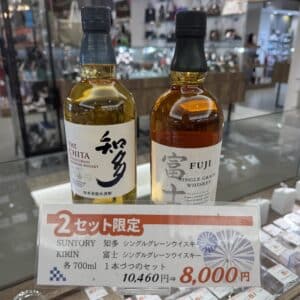 THE
CHITA
知多
富士
FUJI
SINGLE GRAIN
WHISKEY
2セット限定
SUNTORY 知多 シングルグレーンウイスキー
KIRIN 富士 シングルグレーンウイスキー
各700ml 1本づつのセット
10,460円⇒8,000円